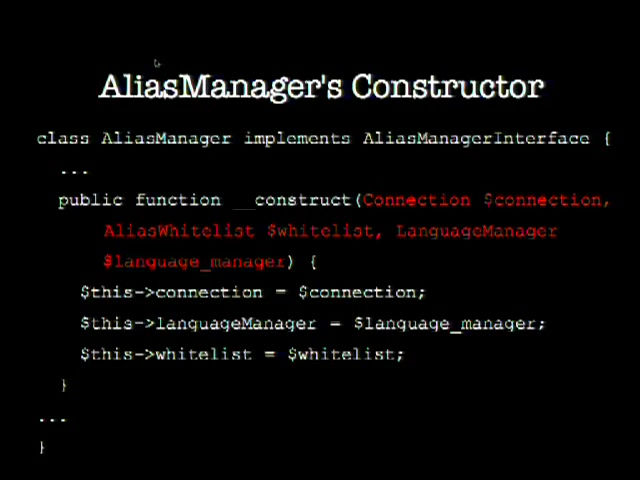 AliasManager's Constructor
class AliasManager implements AliasManagerInterface {
...
public function __construct(Connection $connection,
AliasWhitelist $whitelist, LanguageManager
$language_manager) {
$this->connection = $connection;
$this->languageManager = $language_manager;
$this->whitelist = $whitelist;
}
...
}